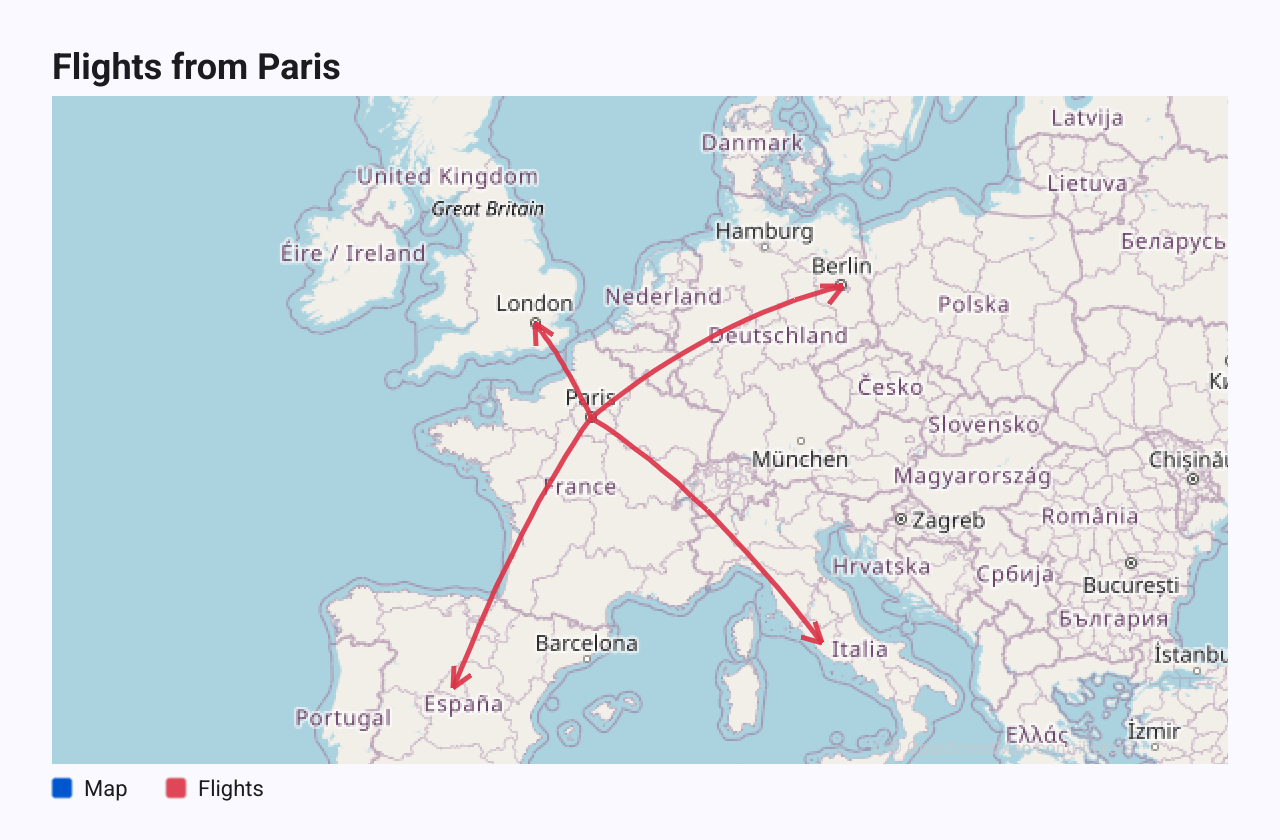 Flights from Paris
Latvija
Danmark
United Kingdom
Lietuva
Great Britain
Hamburg
Беларусь
Éire / Ireland
Berlin
Nederland
London
Polska
Deutschland
Česko
Paris
Slovensko
München
Chișinău
Magyarország
France
România
Zagreb
Hrvatska
Србија
București
България
Barcelona
Italia
İstanbu
España
Portugal
Ελλάς
İzmir
Map
Flights